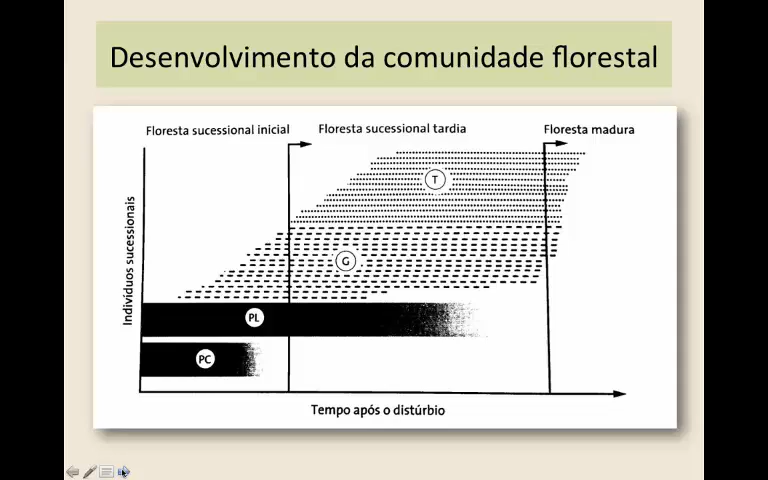 Desenvolvimento da comunidade florestal
Floresta sucessional inicial
Floresta sucessional tardia
Floresta madura
Indivíduos sucessionais
T
G
PL
PC
Tempo após o distúrbio